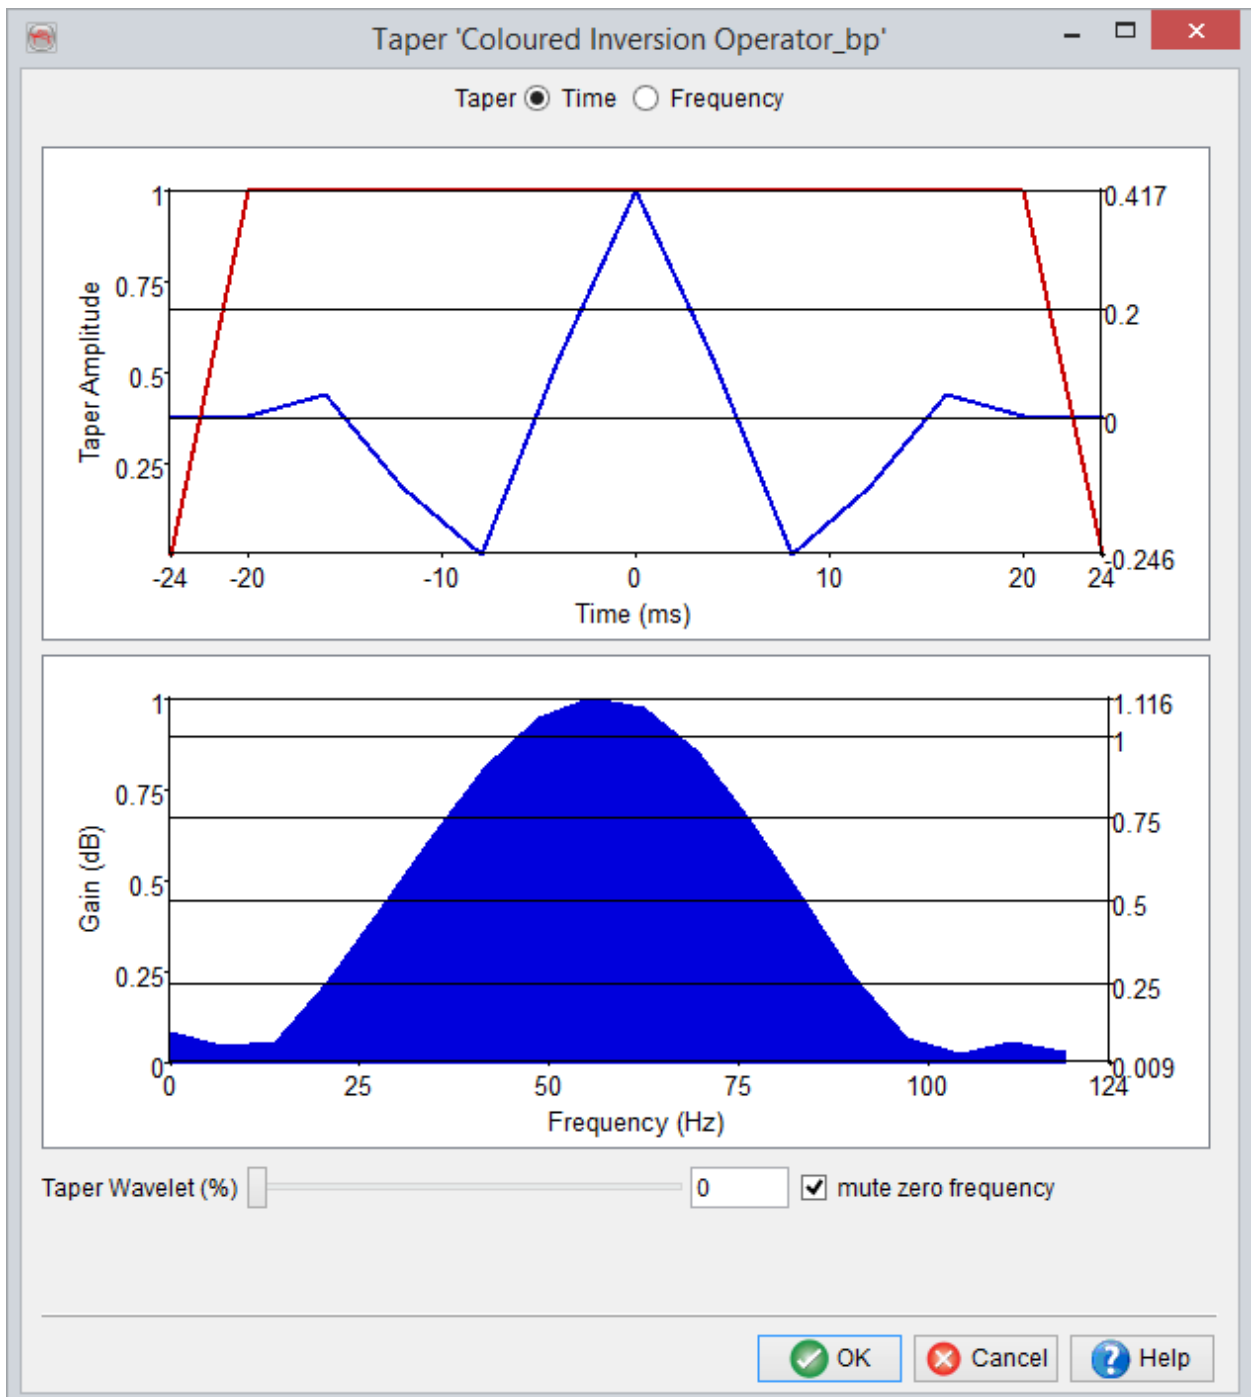 Taper 'Coloured Inversion Operator_bp'
Taper Time Frequency
1 0.417
0.75
0.2
0.5
0
0.25
-0.246
Taper Amplitude
-24 -20 -10 0 10 20 24
Time (ms)
1 1.116
1
0.75
0.75
0.5
0.5
0.25
0.25
0 0.009
Gain (dB)
0 25 50 75 100 124
Frequency (Hz)
Taper Wavelet (%) 0 mute zero frequency
OK Cancel Help